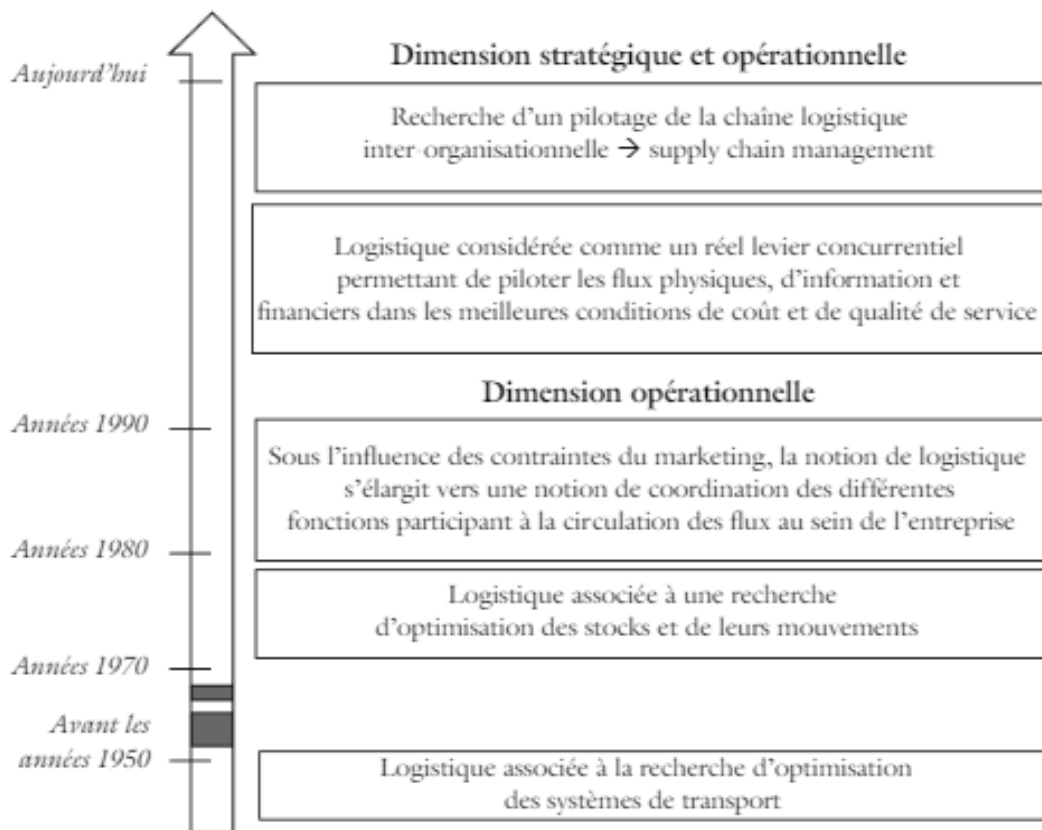 Dimension stratégique et opérationnelle
Aujourd'hui
Recherche d'un pilotage de la chaîne logistique
inter-organisationnelle → supply chain management
Logistique considérée comme un réel levier concurrentiel
permettant de piloter les flux physiques, d'information et
financiers dans les meilleures conditions de coût et de qualité de service
Dimension opérationnelle
Années 1990
Sous l'influence des contraintes du marketing, la notion de logistique
s'élargit vers une notion de coordination des différentes
fonctions participant à la circulation des flux au sein de l'entreprise
Années 1980
Logistique associée à une recherche
d'optimisation des stocks et de leurs mouvements
Années 1970
Avant les
années 1950
Logistique associée à la recherche d'optimisation
des systèmes de transport